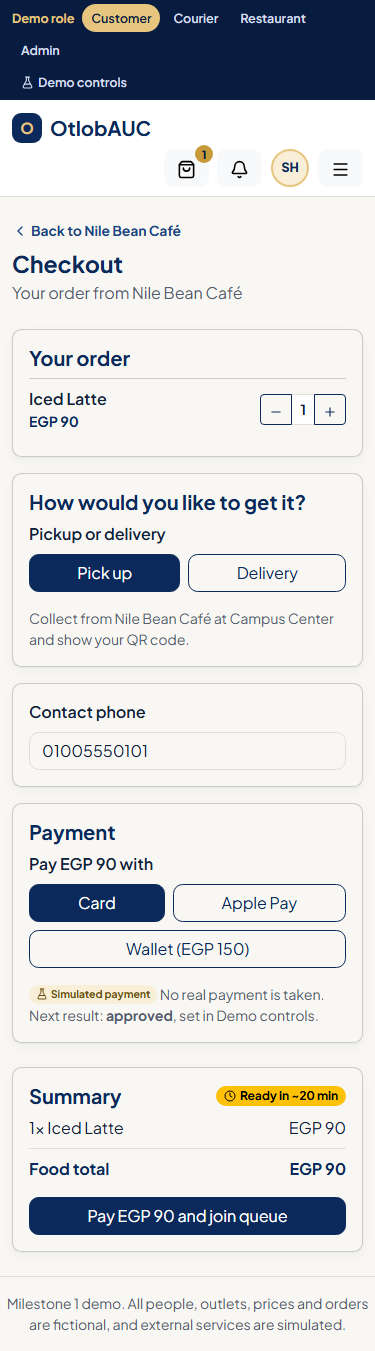 Demo role Customer Courier Restaurant
Admin
Demo controls
O OtlobAUC
1
SH
Back to Nile Bean Café
Checkout
Your order from Nile Bean Café
Your order
Iced Latte
EGP 90
− 1 +
How would you like to get it?
Pickup or delivery
Pick up Delivery
Collect from Nile Bean Café at Campus Center
and show your QR code.
Contact phone
01005550101
Payment
Pay EGP 90 with
Card Apple Pay
Wallet (EGP 150)
Simulated payment No real payment is taken.
Next result: approved, set in Demo controls.
Summary Ready in ~20 min
1× Iced Latte EGP 90
Food total EGP 90
Pay EGP 90 and join queue
Milestone 1 demo. All people, outlets, prices and orders
are fictional, and external services are simulated.